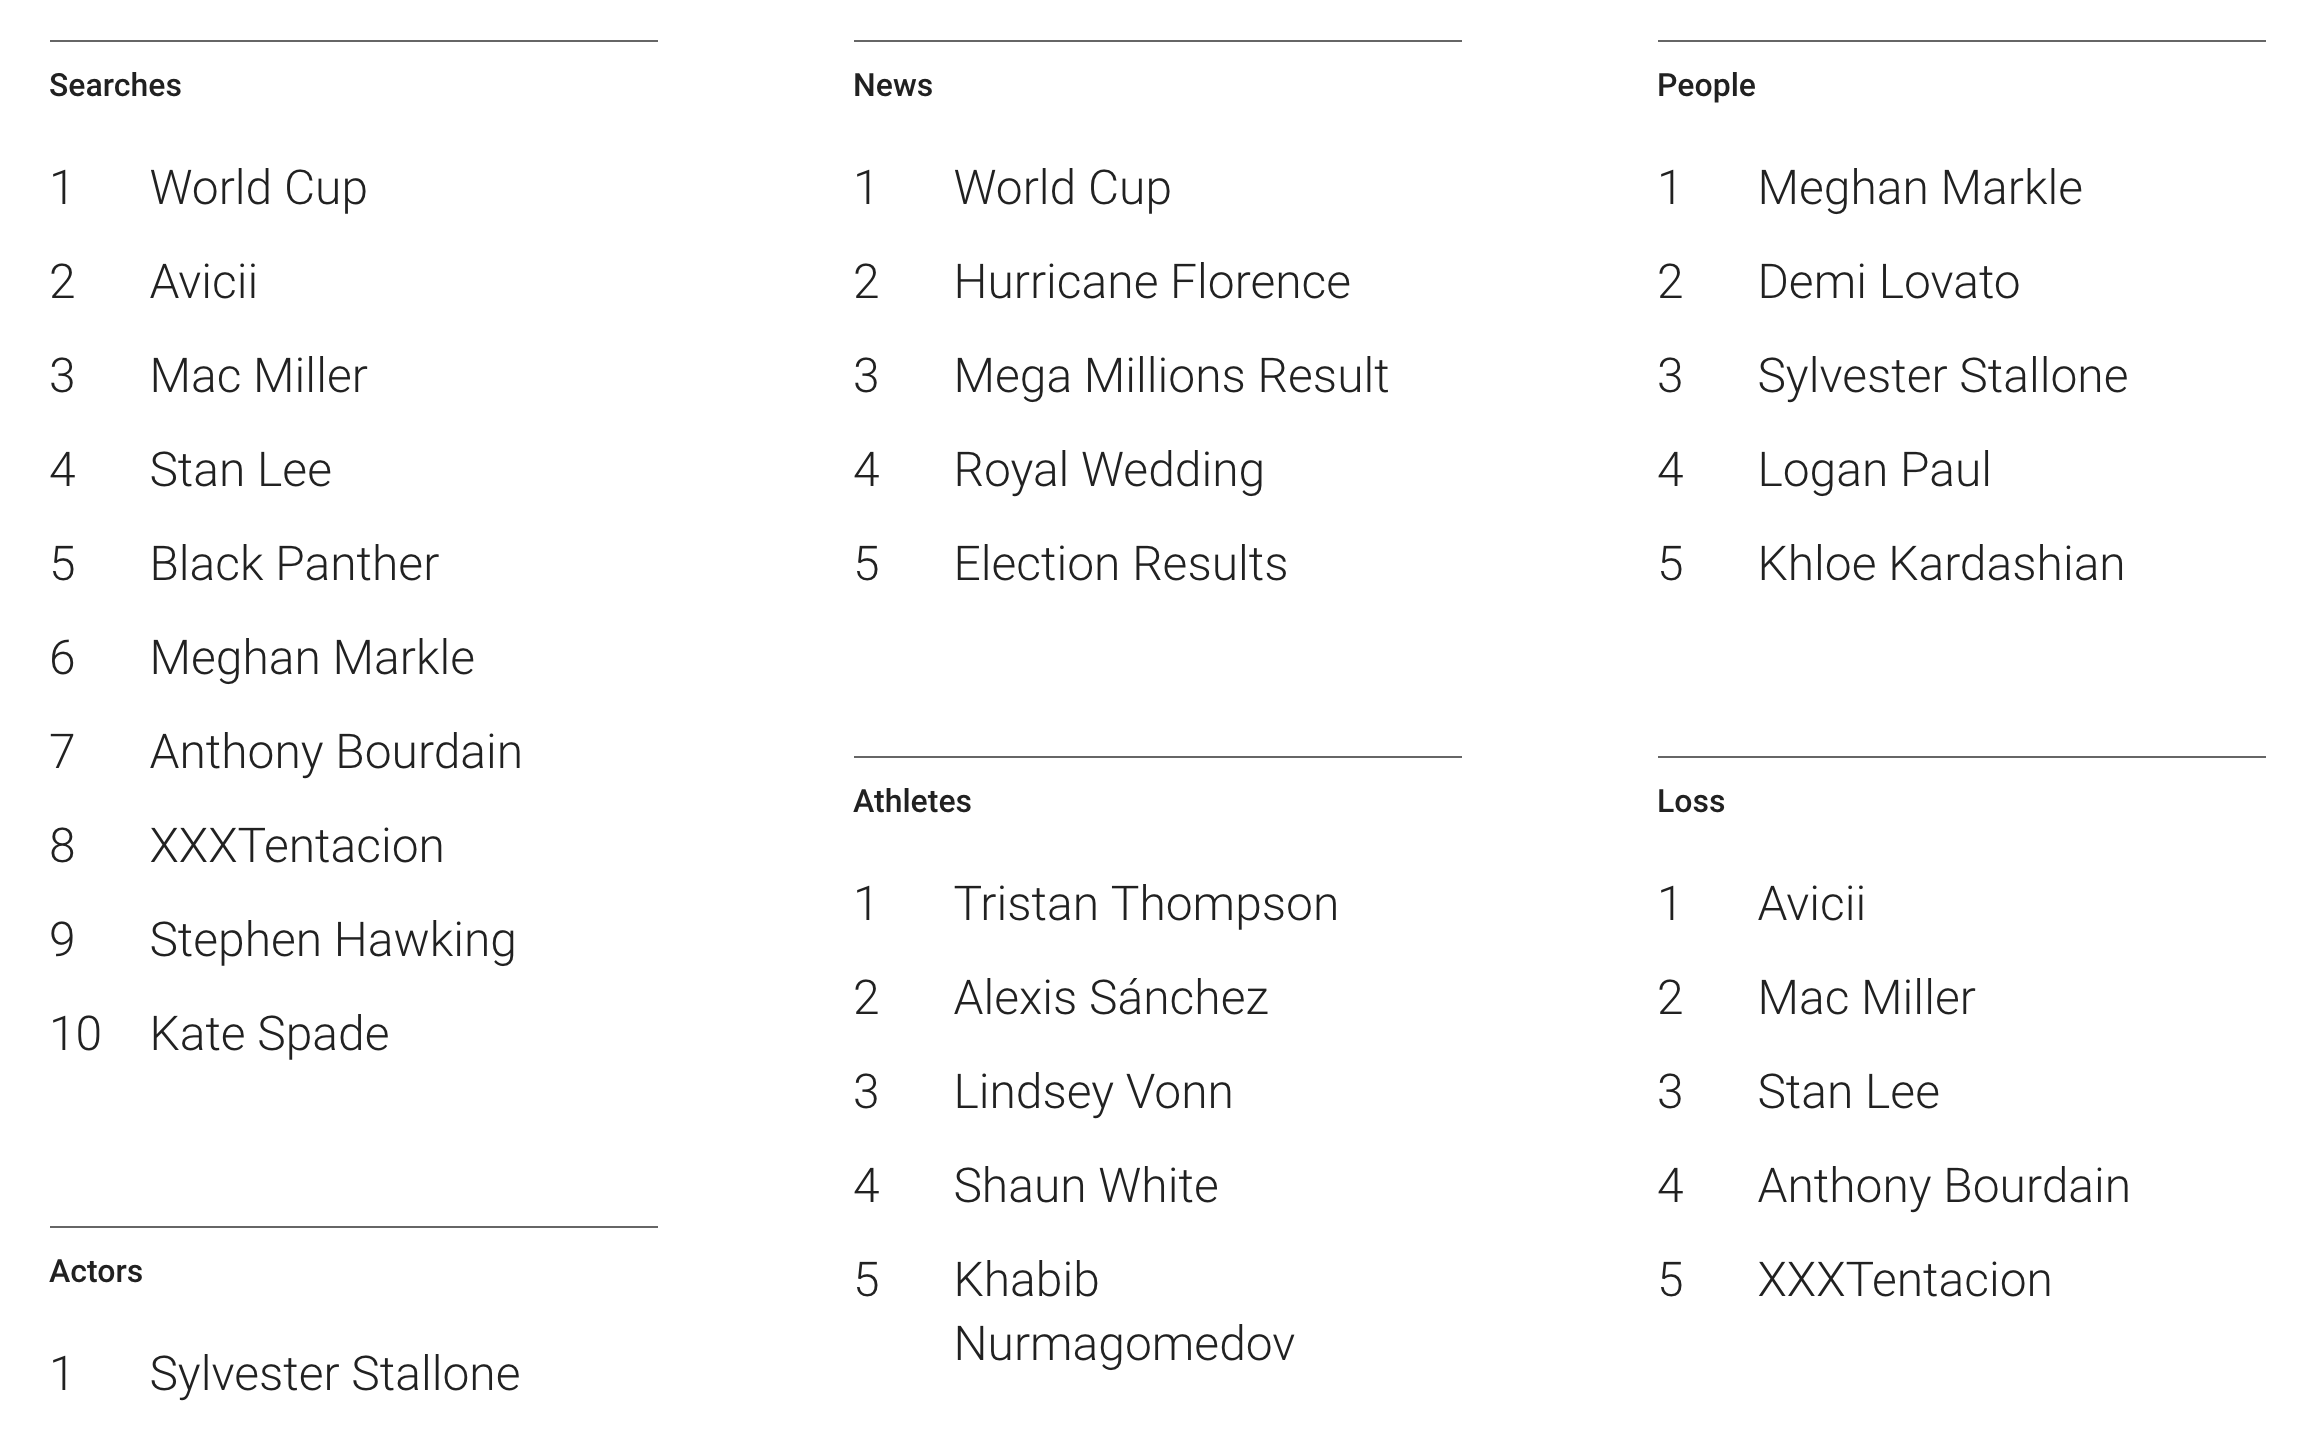 Searches
1 World Cup
2 Avicii
3 Mac Miller
4 Stan Lee
5 Black Panther
6 Meghan Markle
7 Anthony Bourdain
8 XXXTentacion
9 Stephen Hawking
10 Kate Spade
Actors
1 Sylvester Stallone
News
1 World Cup
2 Hurricane Florence
3 Mega Millions Result
4 Royal Wedding
5 Election Results
Athletes
1 Tristan Thompson
2 Alexis Sánchez
3 Lindsey Vonn
4 Shaun White
5 Khabib
Nurmagomedov
People
1 Meghan Markle
2 Demi Lovato
3 Sylvester Stallone
4 Logan Paul
5 Khloe Kardashian
Loss
1 Avicii
2 Mac Miller
3 Stan Lee
4 Anthony Bourdain
5 XXXTentacion